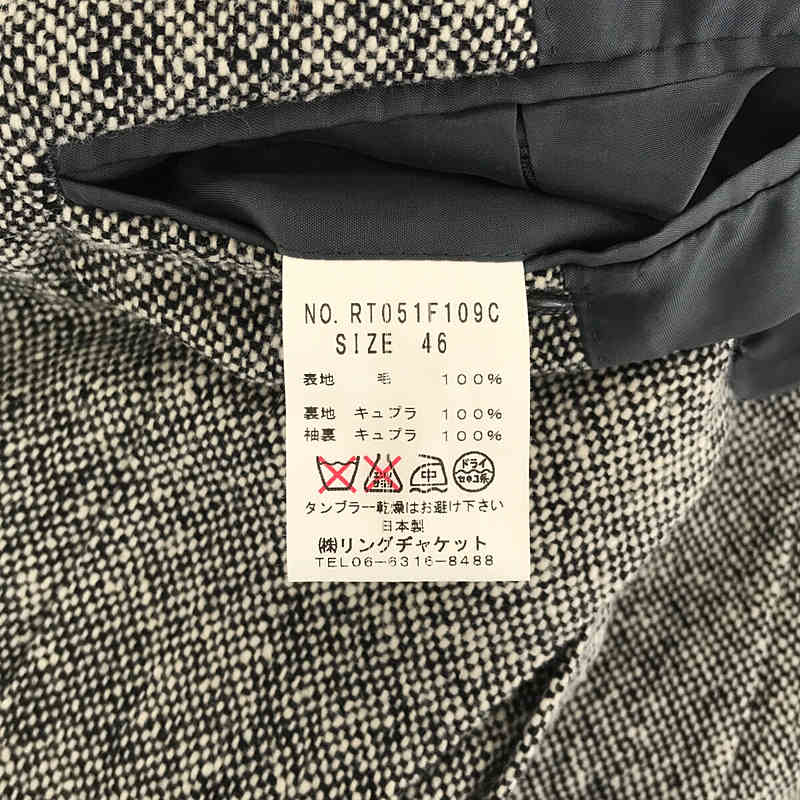 NO. RT051F109C
SIZE 46
表地 毛 100%
裏地 キュプラ 100%
袖裏 キュプラ 100%
中 ドライ セキユ系
タンブラー乾燥はお避け下さい
日本製
㈱リングヂャケット
TEL06-6316-8488